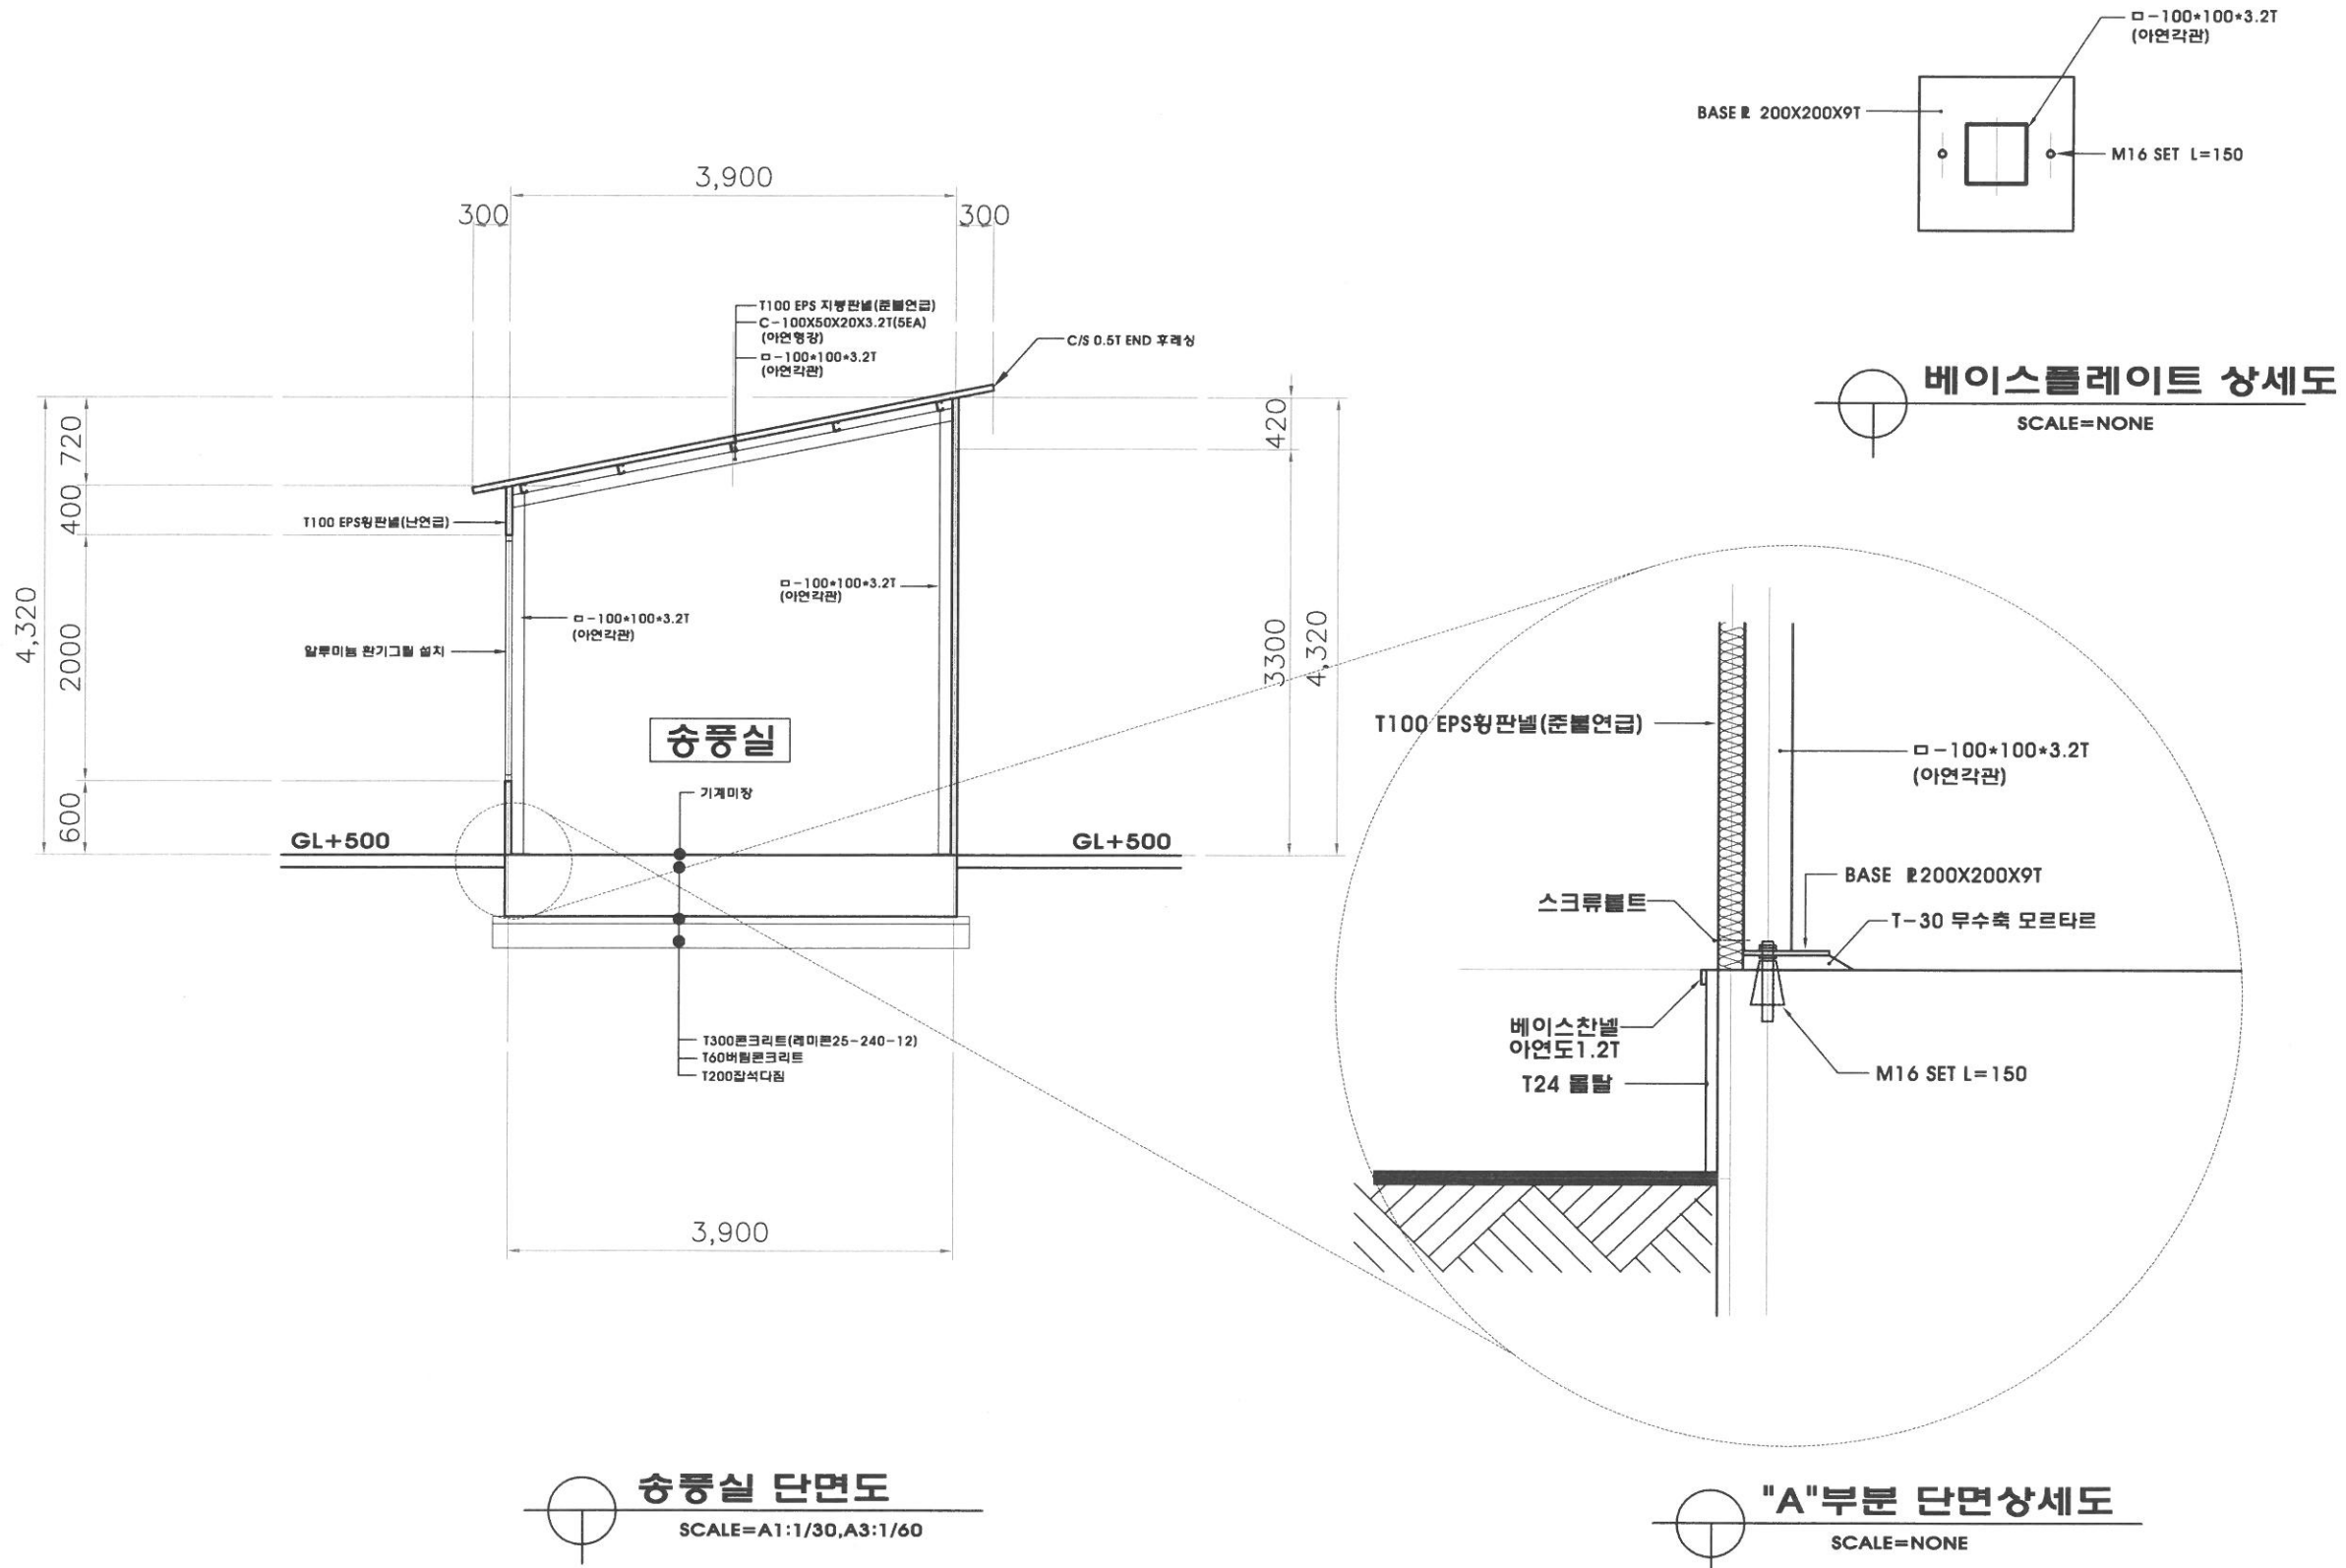 ㅁ-100*100*3.2T
(아연각관)
BASE PL 200X200X9T
M16 SET L=150
베이스플레이트 상세도
SCALE=NONE
3,900
300
300
T100 EPS 지붕판넬(준불연급)
C-100X50X20X3.2T(5EA)
(아연형강)
ㅁ-100*100*3.2T
(아연각관)
C/S 0.5T END 후레싱
4,320
720
400
2000
600
420
3300
4,320
T100 EPS횡판넬(난연급)
ㅁ-100*100*3.2T
(아연각관)
ㅁ-100*100*3.2T
(아연각관)
알루미늄 환기그릴 설치
송풍실
기계미장
GL+500
GL+500
T300콘크리트(레미콘25-240-12)
T60버림콘크리트
T200잡석다짐
3,900
송풍실 단면도
SCALE=A1:1/30,A3:1/60
T100 EPS횡판넬(준불연급)
ㅁ-100*100*3.2T
(아연각관)
BASE PL200X200X9T
스크류볼트
T-30 무수축 모르타르
베이스찬넬
아연도1.2T
T24 몰탈
M16 SET L=150
"A"부분 단면상세도
SCALE=NONE